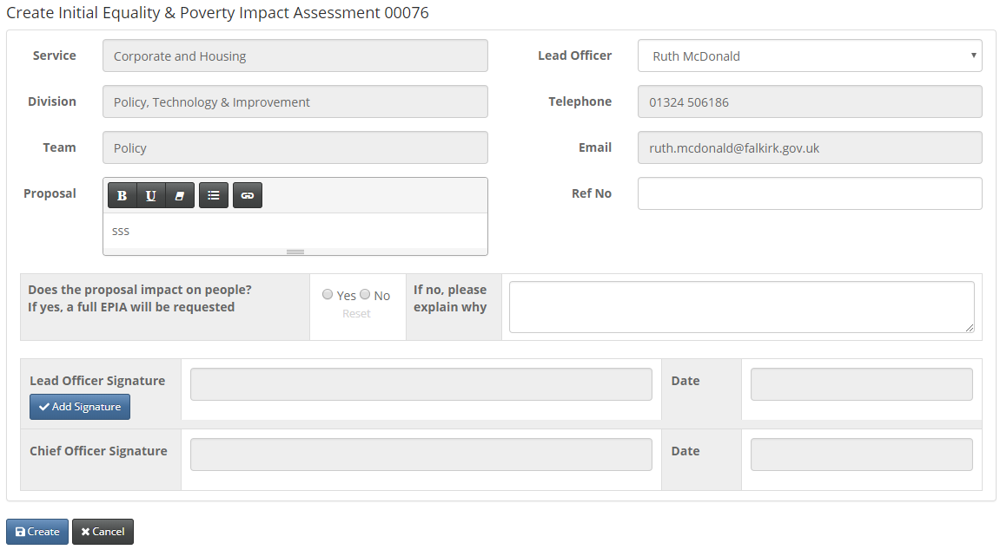 Create Initial Equality & Poverty Impact Assessment 00076
Service
Corporate and Housing
Lead Officer
Ruth McDonald
Division
Policy, Technology & Improvement
Telephone
01324 506186
Team
Policy
Email
ruth.mcdonald@falkirk.gov.uk
Proposal
B U
sss
Ref No
Does the proposal impact on people?
If yes, a full EPIA will be requested
Yes No
Reset
If no, please
explain why
Lead Officer Signature
Add Signature
Date
Chief Officer Signature
Date
Create Cancel